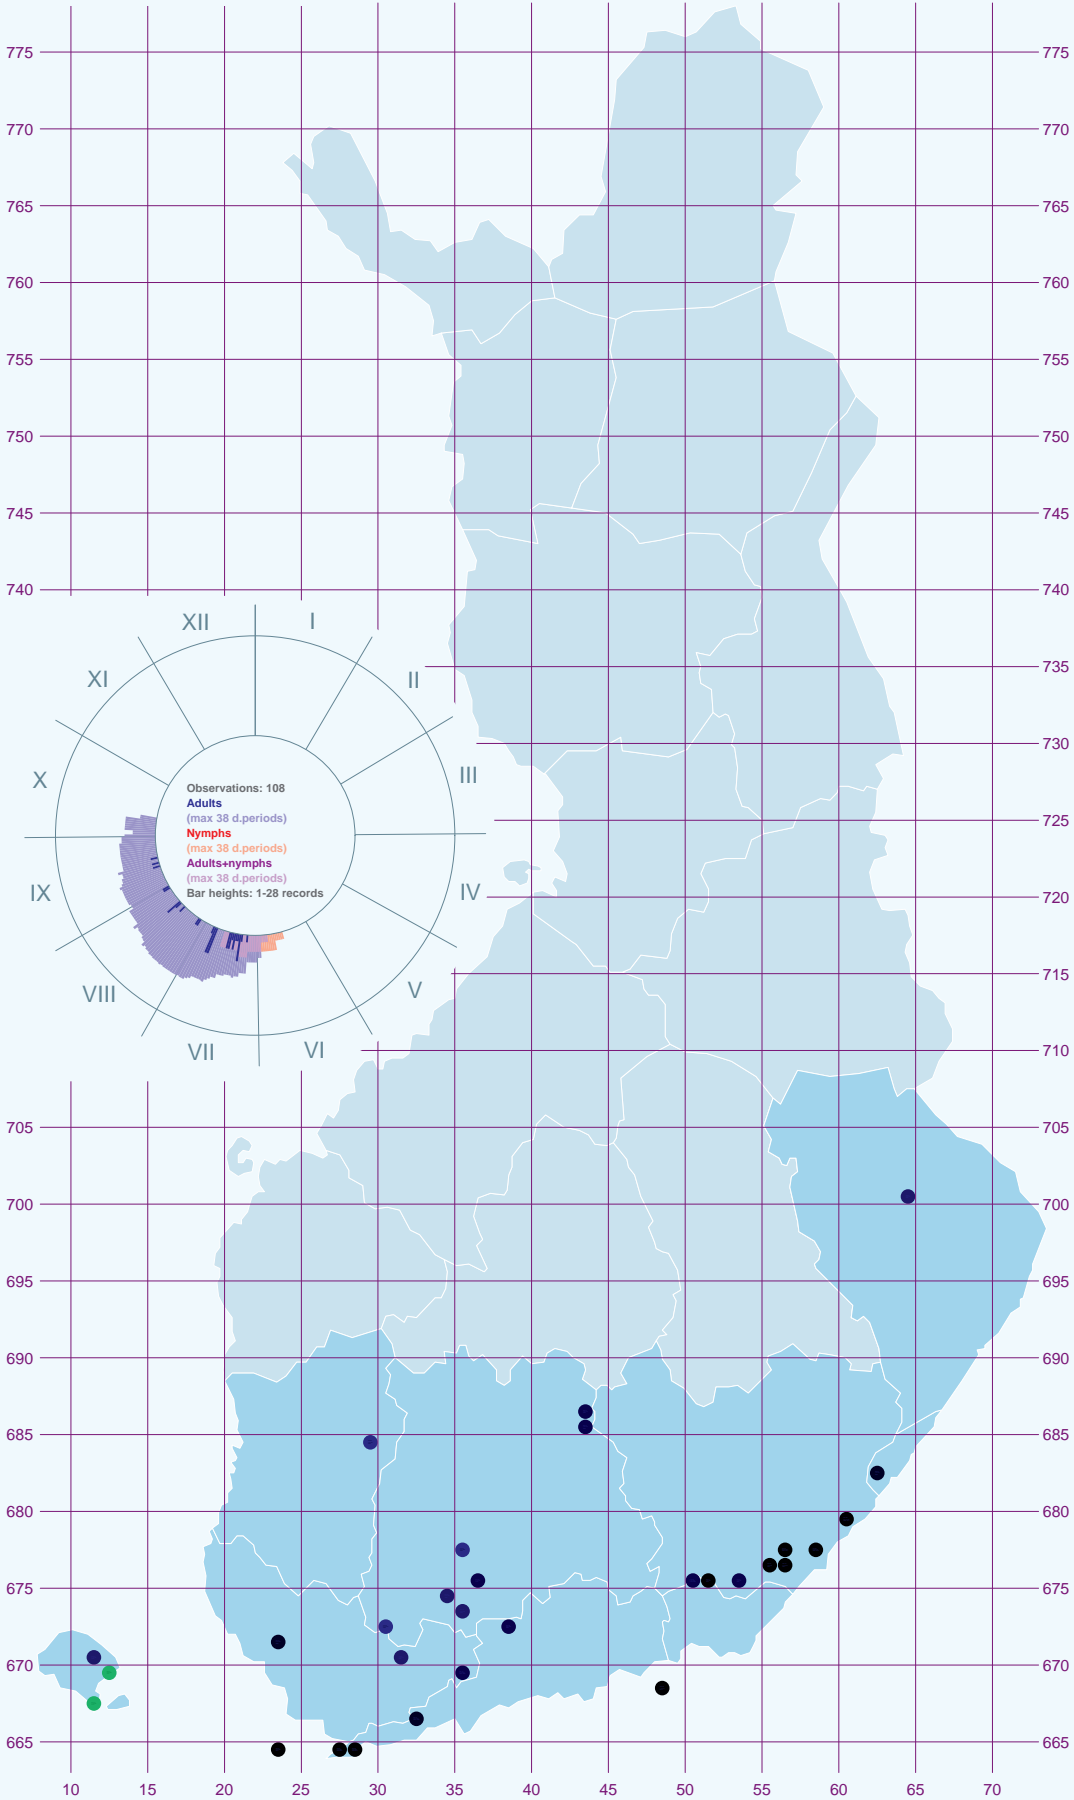 775 775
770 770
765 765
760 760
755 755
750 750
745 745
740 740
XII I
735
XI II
730
X III
Observations: 108
Adults
(max 38 d.periods)
725
Nymphs
(max 38 d.periods)
Adults+nymphs
(max 38 d.periods)
IX IV
Bar heights: 1-28 records
720
715
VIII V
VII VI
710
705 705
700 700
695 695
690 690
685 685
680 680
675 675
670 670
665 665
10 15 20 25 30 35 40 45 50 55 60 65 70